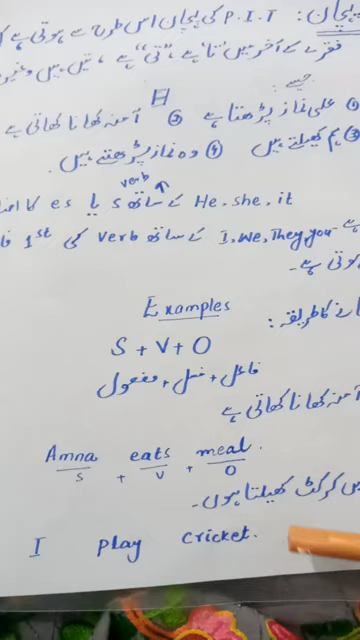 پہچان: P.I.T کی پہچان اس طرح سے ہوتی ہے کہ
فقرے کے آخر میں تا ہے ، تی ہے ، تے ہیں
جیسے:
① علی نماز پڑھتا ہے ② آمنہ کھانا کھاتی ہے
③ ہم کھیلتے ہیں ④ وہ نماز پڑھتے ہیں.
verb
He, she, it کے ساتھ s یا es کا
I, We, They, you کے ساتھ verb کی 1st
ہوتی ہے۔
Examples
کا طریقہ:
S + V + O
فاعل + فعل + مفعول
آمنہ کھانا کھاتی ہے
Amna eats meal.
S + V + O
میں کرکٹ کھیلتا ہوں۔
I play cricket.